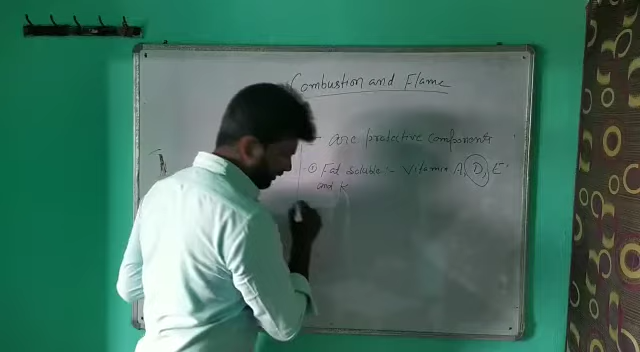 Combustion and Flame
are protective components
① Fat soluble :- Vitamin A, D, E
and K